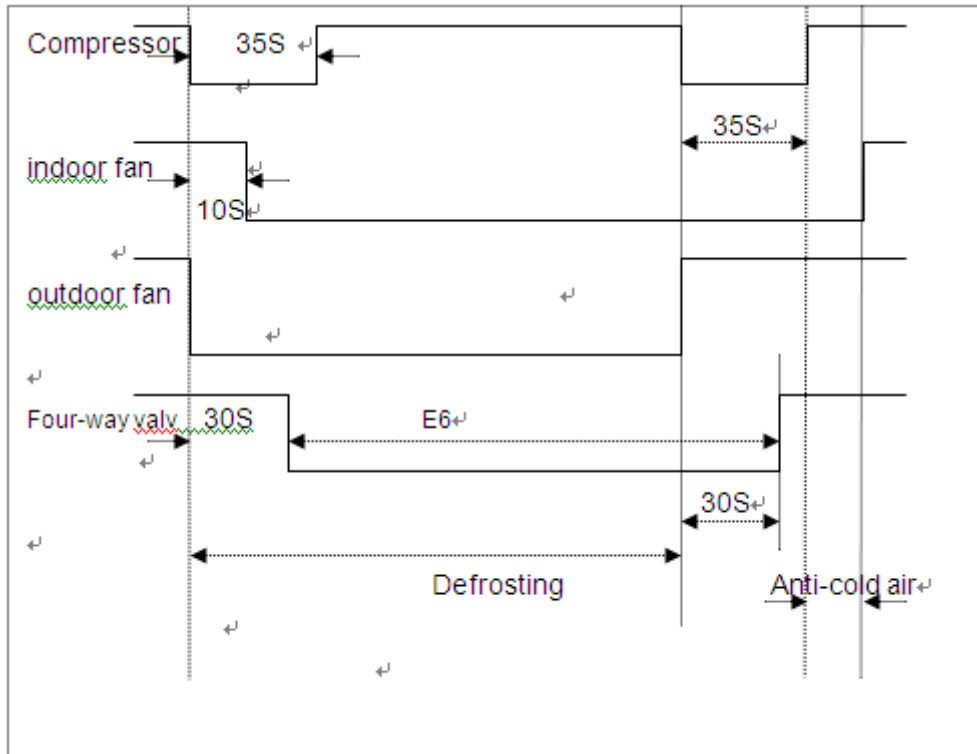 Compressor 35S
35S
indoor fan
10S
outdoor fan
Four-way valv 30S E6
30S
Defrosting Anti-cold air